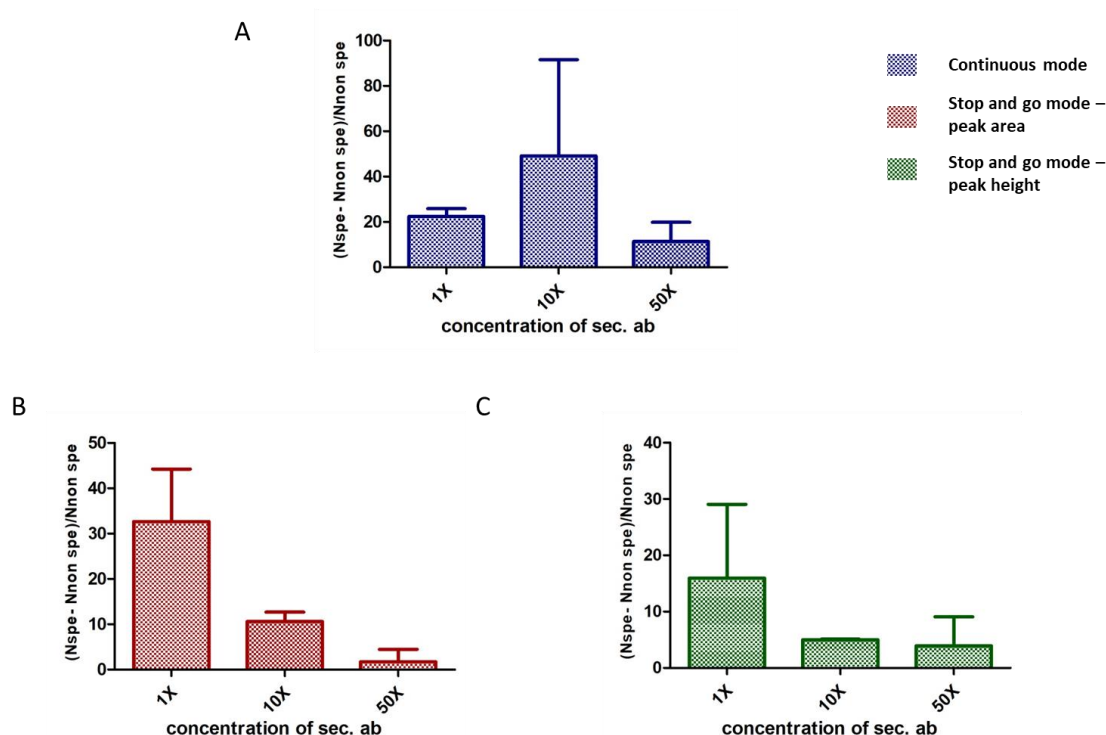 A
(Nspe- Nnon spe)/Nnon spe
100
80
60
40
20
0
1X
10X
50X
concentration of sec. ab
Continuous mode
Stop and go mode –
peak area
Stop and go mode –
peak height
B
(Nspe- Nnon spe)/Nnon spe
50
40
30
20
10
0
1X
10X
50X
concentration of sec. ab
C
(Nspe- Nnon spe)/Nnon spe
40
30
20
10
0
1X
10X
50X
concentration of sec. ab